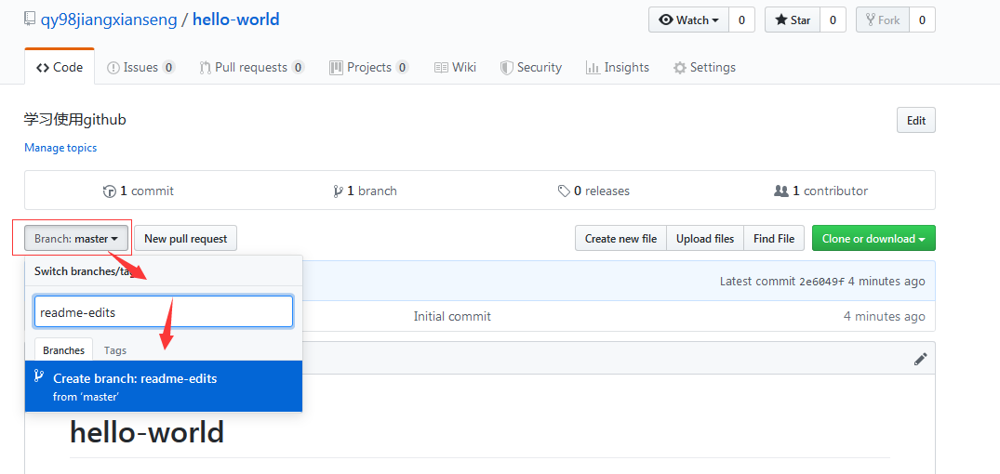 qy98jiangxianseng / hello-world
Watch 0 Star 0 Fork 0
Code Issues 0 Pull requests 0 Projects 0 Wiki Security Insights Settings
学习使用github
Edit
Manage topics
1 commit 1 branch 0 releases 1 contributor
Branch: master New pull request Create new file Upload files Find File Clone or download
Switch branches/tag
Latest commit 2e6049f 4 minutes ago
readme-edits
Initial commit 4 minutes ago
Branches Tags
Create branch: readme-edits
from ‘master’
hello-world